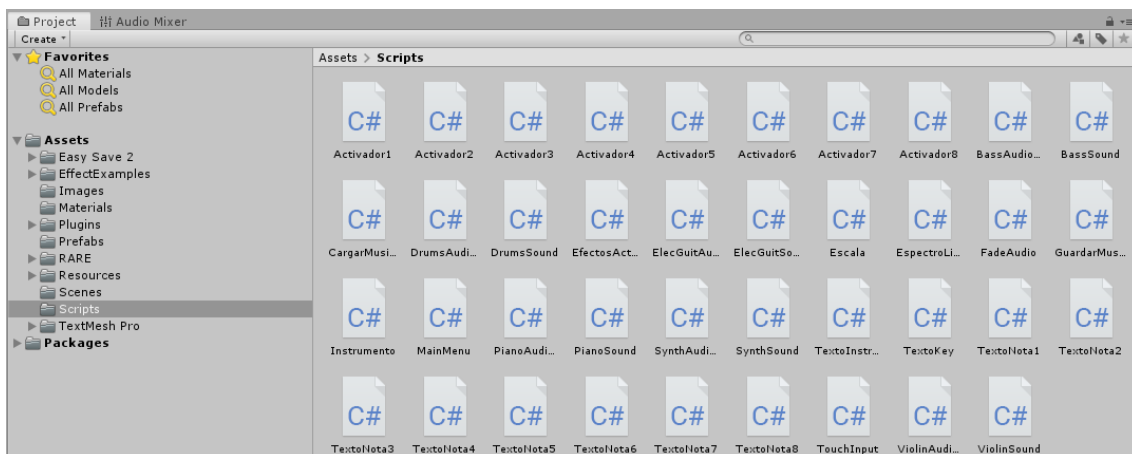 Project Audio Mixer
Create
Favorites
All Materials
All Models
All Prefabs
Assets
Easy Save 2
EffectExamples
Images
Materials
Plugins
Prefabs
RARE
Resources
Scenes
Scripts
TextMesh Pro
Packages
Assets > Scripts
C# C# C# C# C# C# C# C# C# C#
Activador1 Activador2 Activador3 Activador4 Activador5 Activador6 Activador7 Activador8 BassAudio... BassSound
C# C# C# C# C# C# C# C# C# C#
CargarMusi... DrumsAudi... DrumsSound EfectosAct... ElecGuitAu... ElecGuitSo... Escala EspectroLi... FadeAudio GuardarMus...
C# C# C# C# C# C# C# C# C# C#
Instrumento MainMenu PianoAudi... PianoSound SynthAudi... SynthSound TextoInstr... TextoKey TextoNota1 TextoNota2
C# C# C# C# C# C# C# C# C#
TextoNota3 TextoNota4 TextoNota5 TextoNota6 TextoNota7 TextoNota8 TouchInput ViolinAudi... ViolinSound